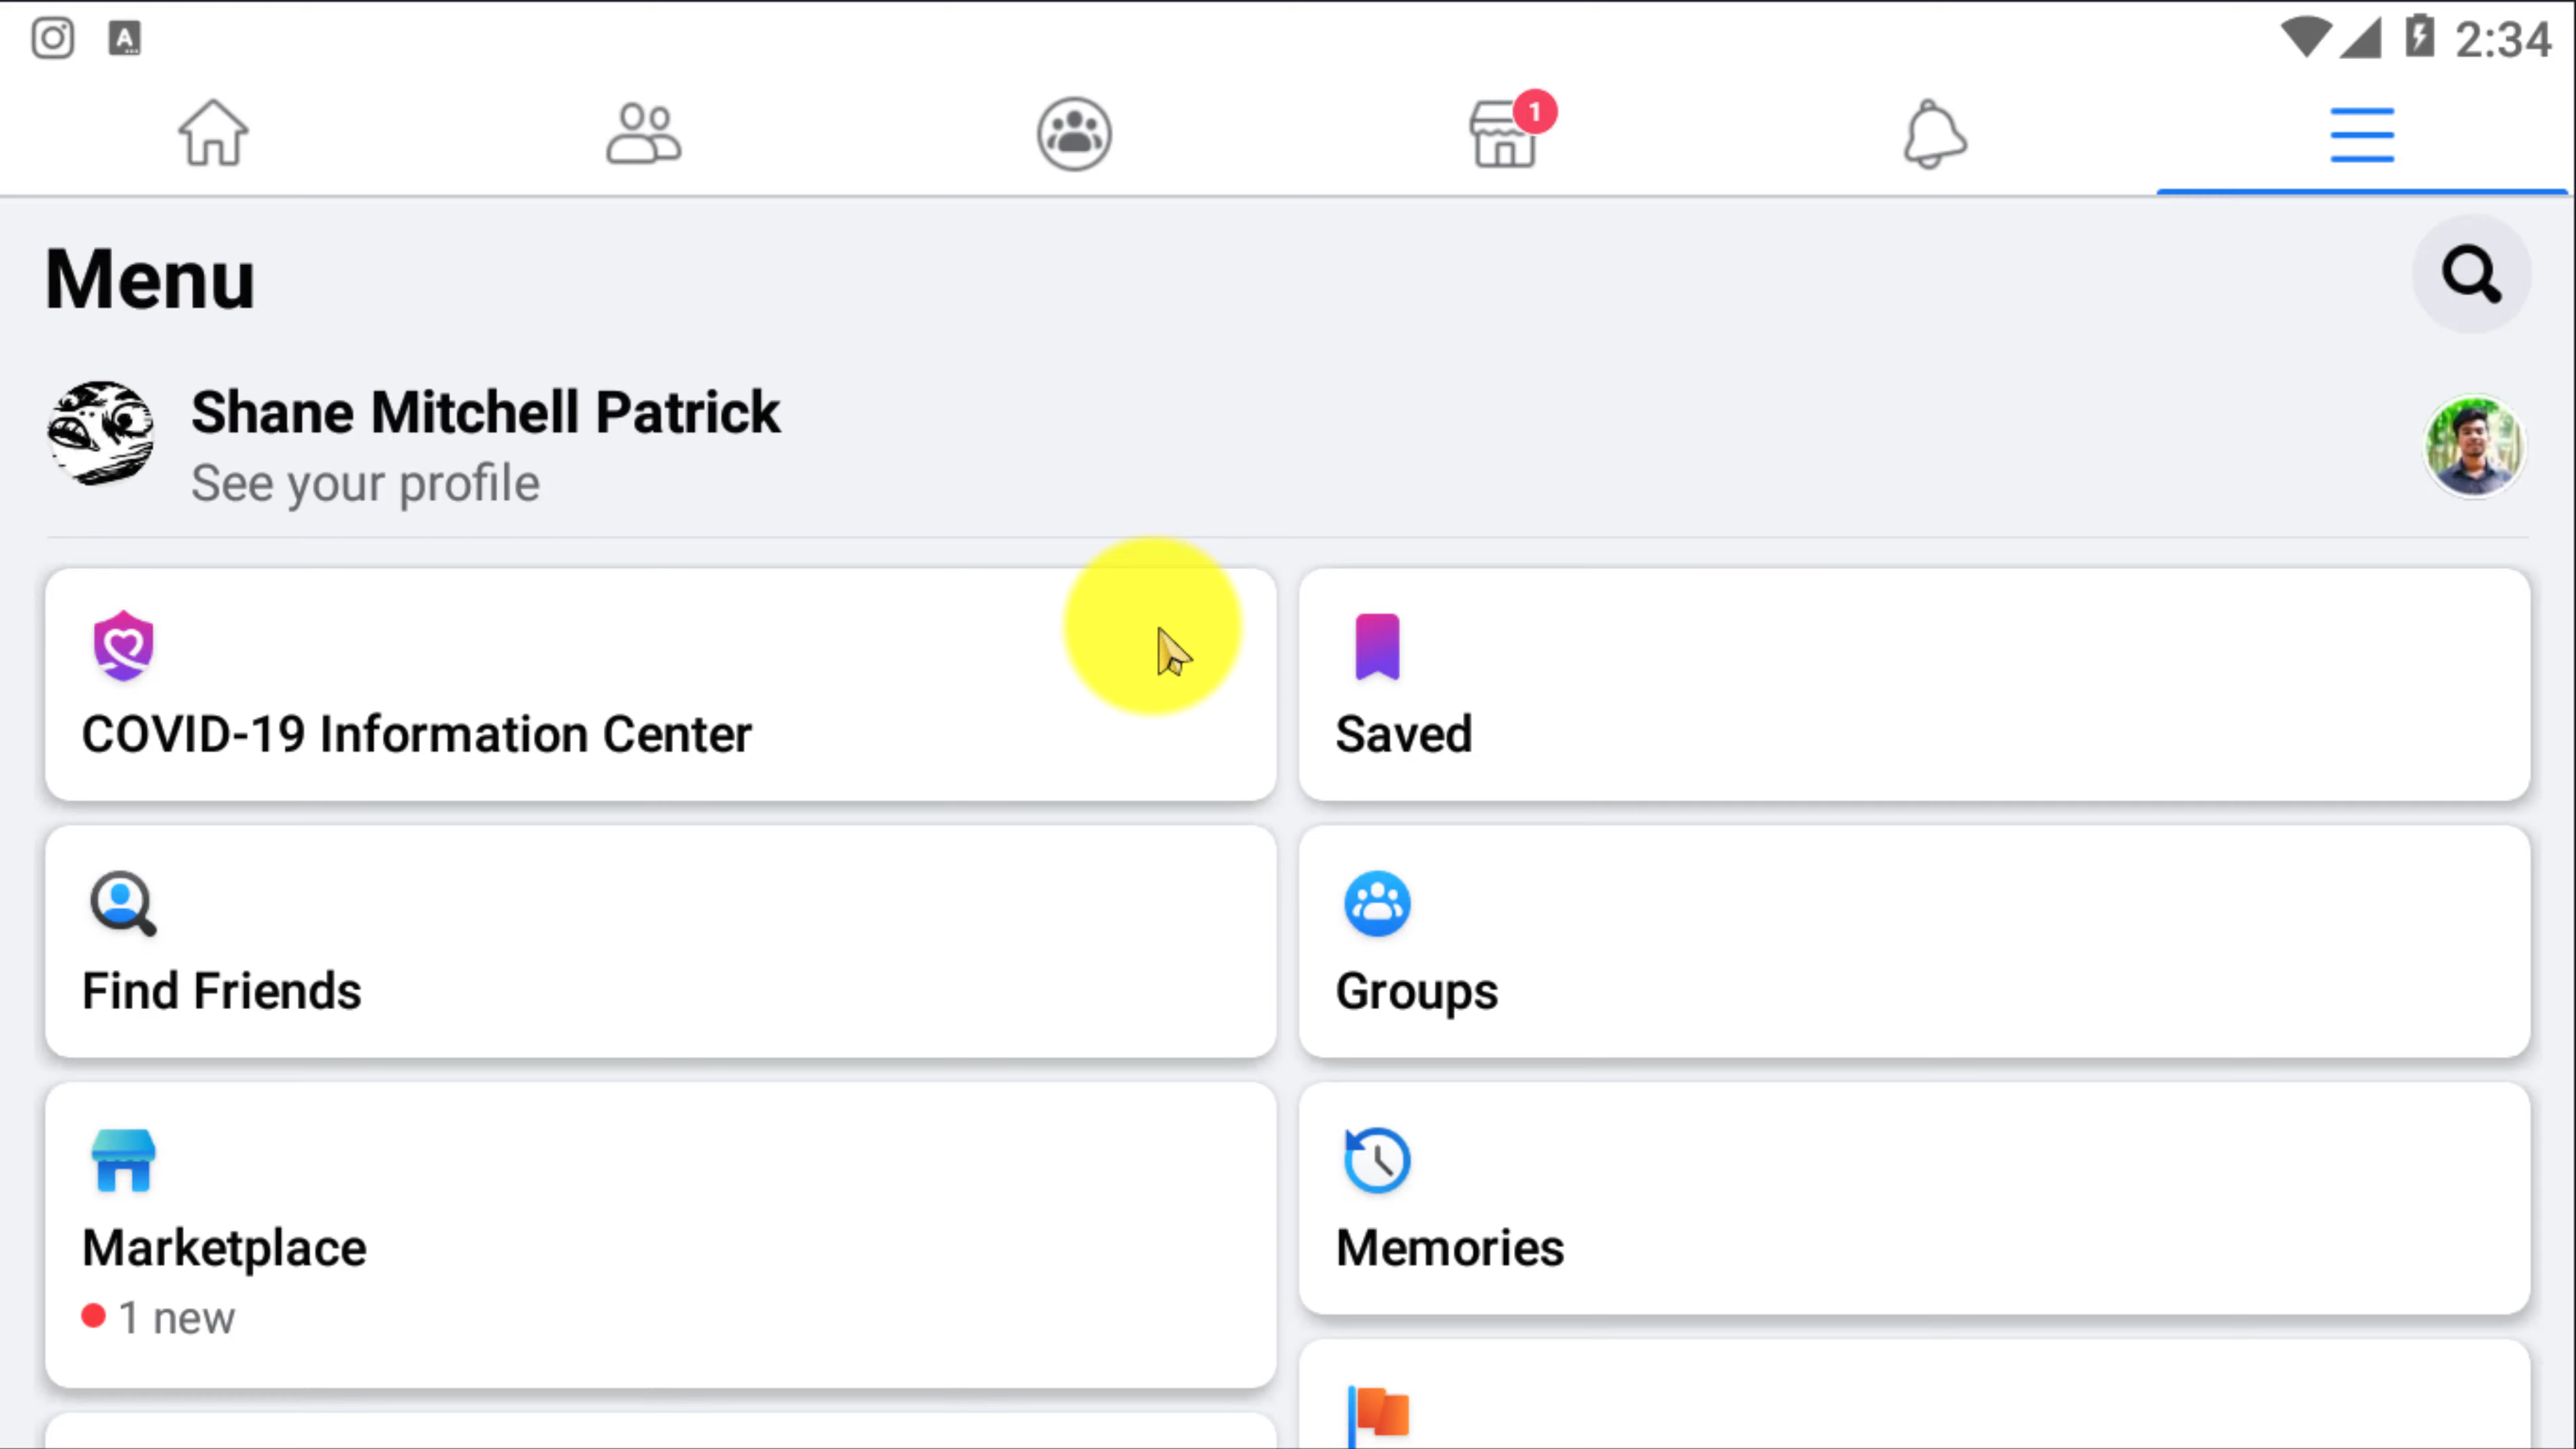 A
2:34
1
Menu
Shane Mitchell Patrick
See your profile
COVID-19 Information Center
Saved
Find Friends
Groups
Marketplace
1 new
Memories